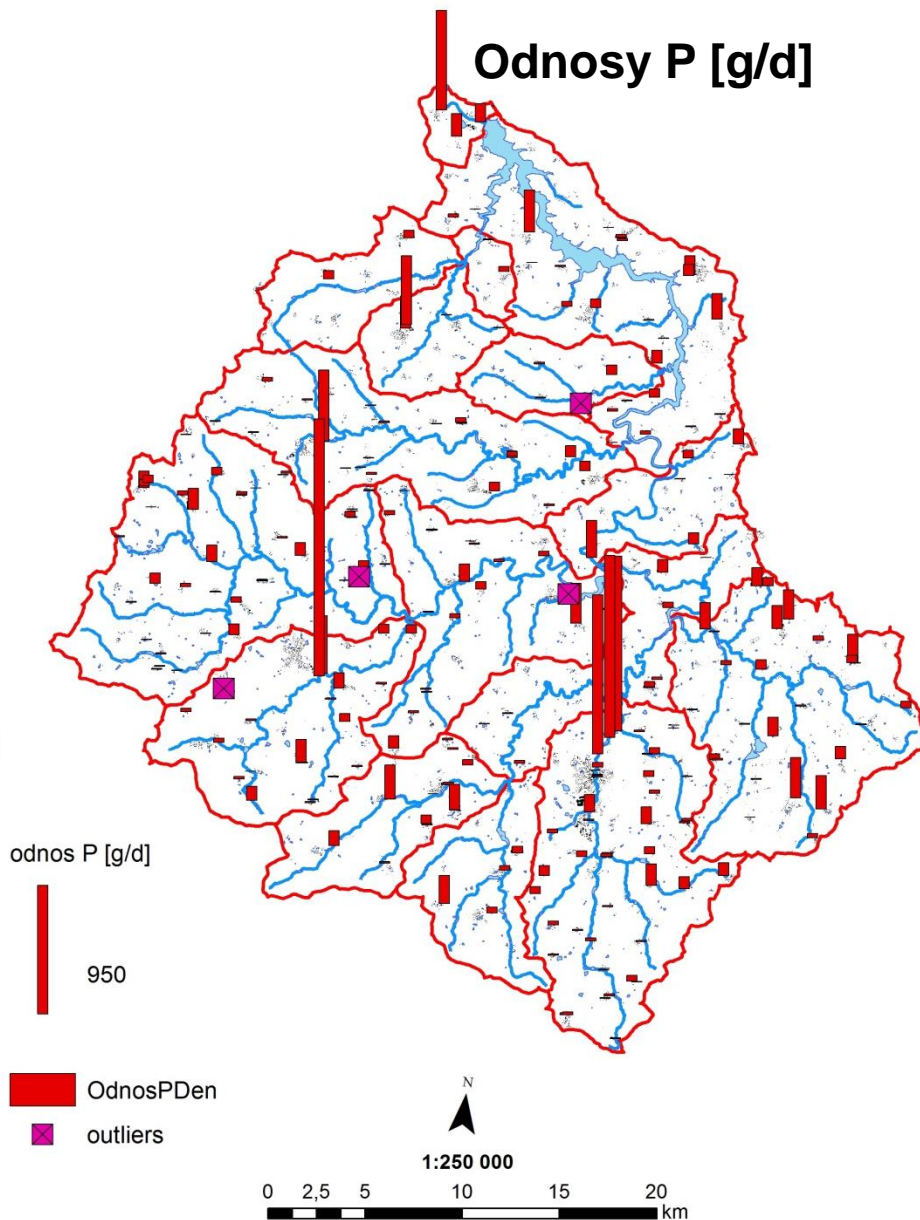 Odnosy P [g/d]
odnos P [g/d]
950
OdnosPDen
outliers
N
1:250 000
0 2,5 5 10 15 20
km